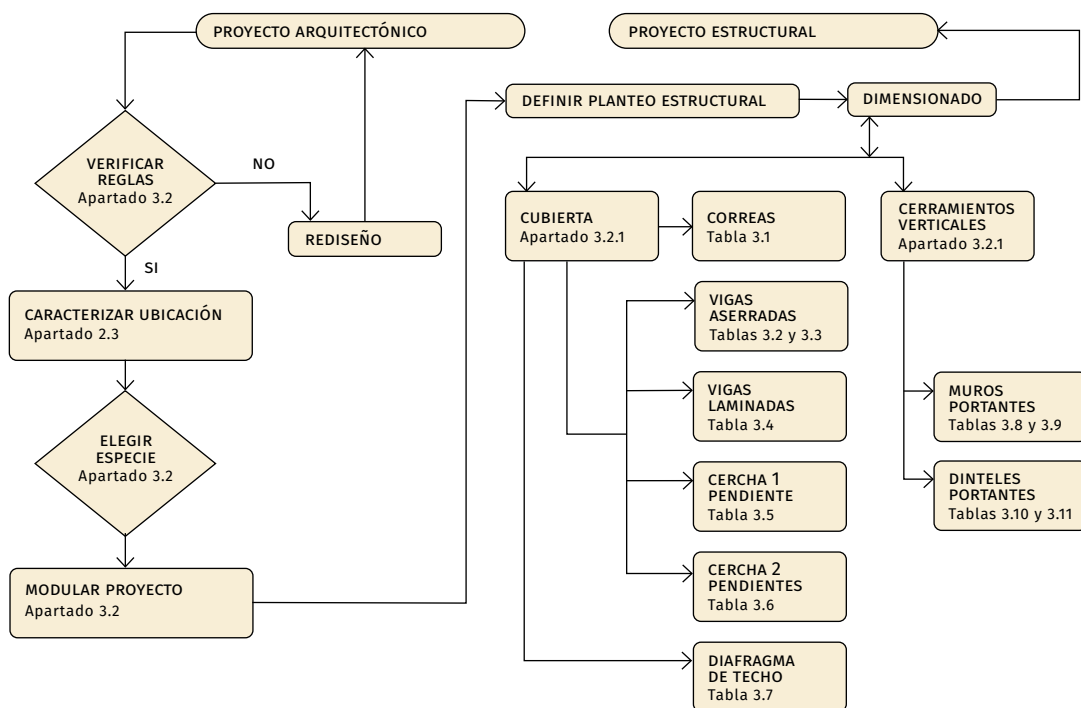 PROYECTO ARQUITECTÓNICO
VERIFICAR
REGLAS
Apartado 3.2
NO
REDISEÑO
SI
CARACTERIZAR UBICACIÓN
Apartado 2.3
ELEGIR
ESPECIE
Apartado 3.2
MODULAR PROYECTO
Apartado 3.2
PROYECTO ESTRUCTURAL
DEFINIR PLANTEO ESTRUCTURAL
DIMENSIONADO
CUBIERTA
Apartado 3.2.1
CORREAS
Tabla 3.1
VIGAS
ASERRADAS
Tablas 3.2 y 3.3
VIGAS
LAMINADAS
Tabla 3.4
CERCHA 1
PENDIENTE
Tabla 3.5
CERCHA 2
PENDIENTES
Tabla 3.6
DIAFRAGMA
DE TECHO
Tabla 3.7
CERRAMIENTOS
VERTICALES
Apartado 3.2.1
MUROS
PORTANTES
Tablas 3.8 y 3.9
DINTELES
PORTANTES
Tablas 3.10 y 3.11